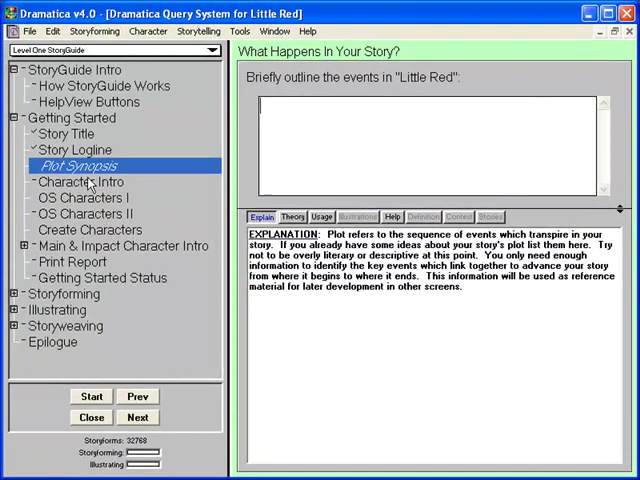 Dramatica v4.0 - [Dramatica Query System for Little Red]
File Edit Storyforming Character Storytelling Tools Window Help
Level One StoryGuide
StoryGuide Intro
How StoryGuide Works
HelpView Buttons
Getting Started
Story Title
Story Logline
Plot Synopsis
Character Intro
OS Characters I
OS Characters II
Create Characters
Main & Impact Character Intro
Print Report
Getting Started Status
Storyforming
Illustrating
Storyweaving
Epilogue
Start Prev
Close Next
Storyforms: 32768
Storyforming:
Illustrating:
What Happens In Your Story?
Briefly outline the events in "Little Red":
Explain Theory Usage Illustrations Help Definition Context Stories
EXPLANATION: Plot refers to the sequence of events which transpire in your
story. If you already have some ideas about your story's plot list them here. Try
not to be overly literary or descriptive at this point. You only need enough
information to identify the key events which link together to advance your story
from where it begins to where it ends. This information will be used as reference
material for later development in other screens.